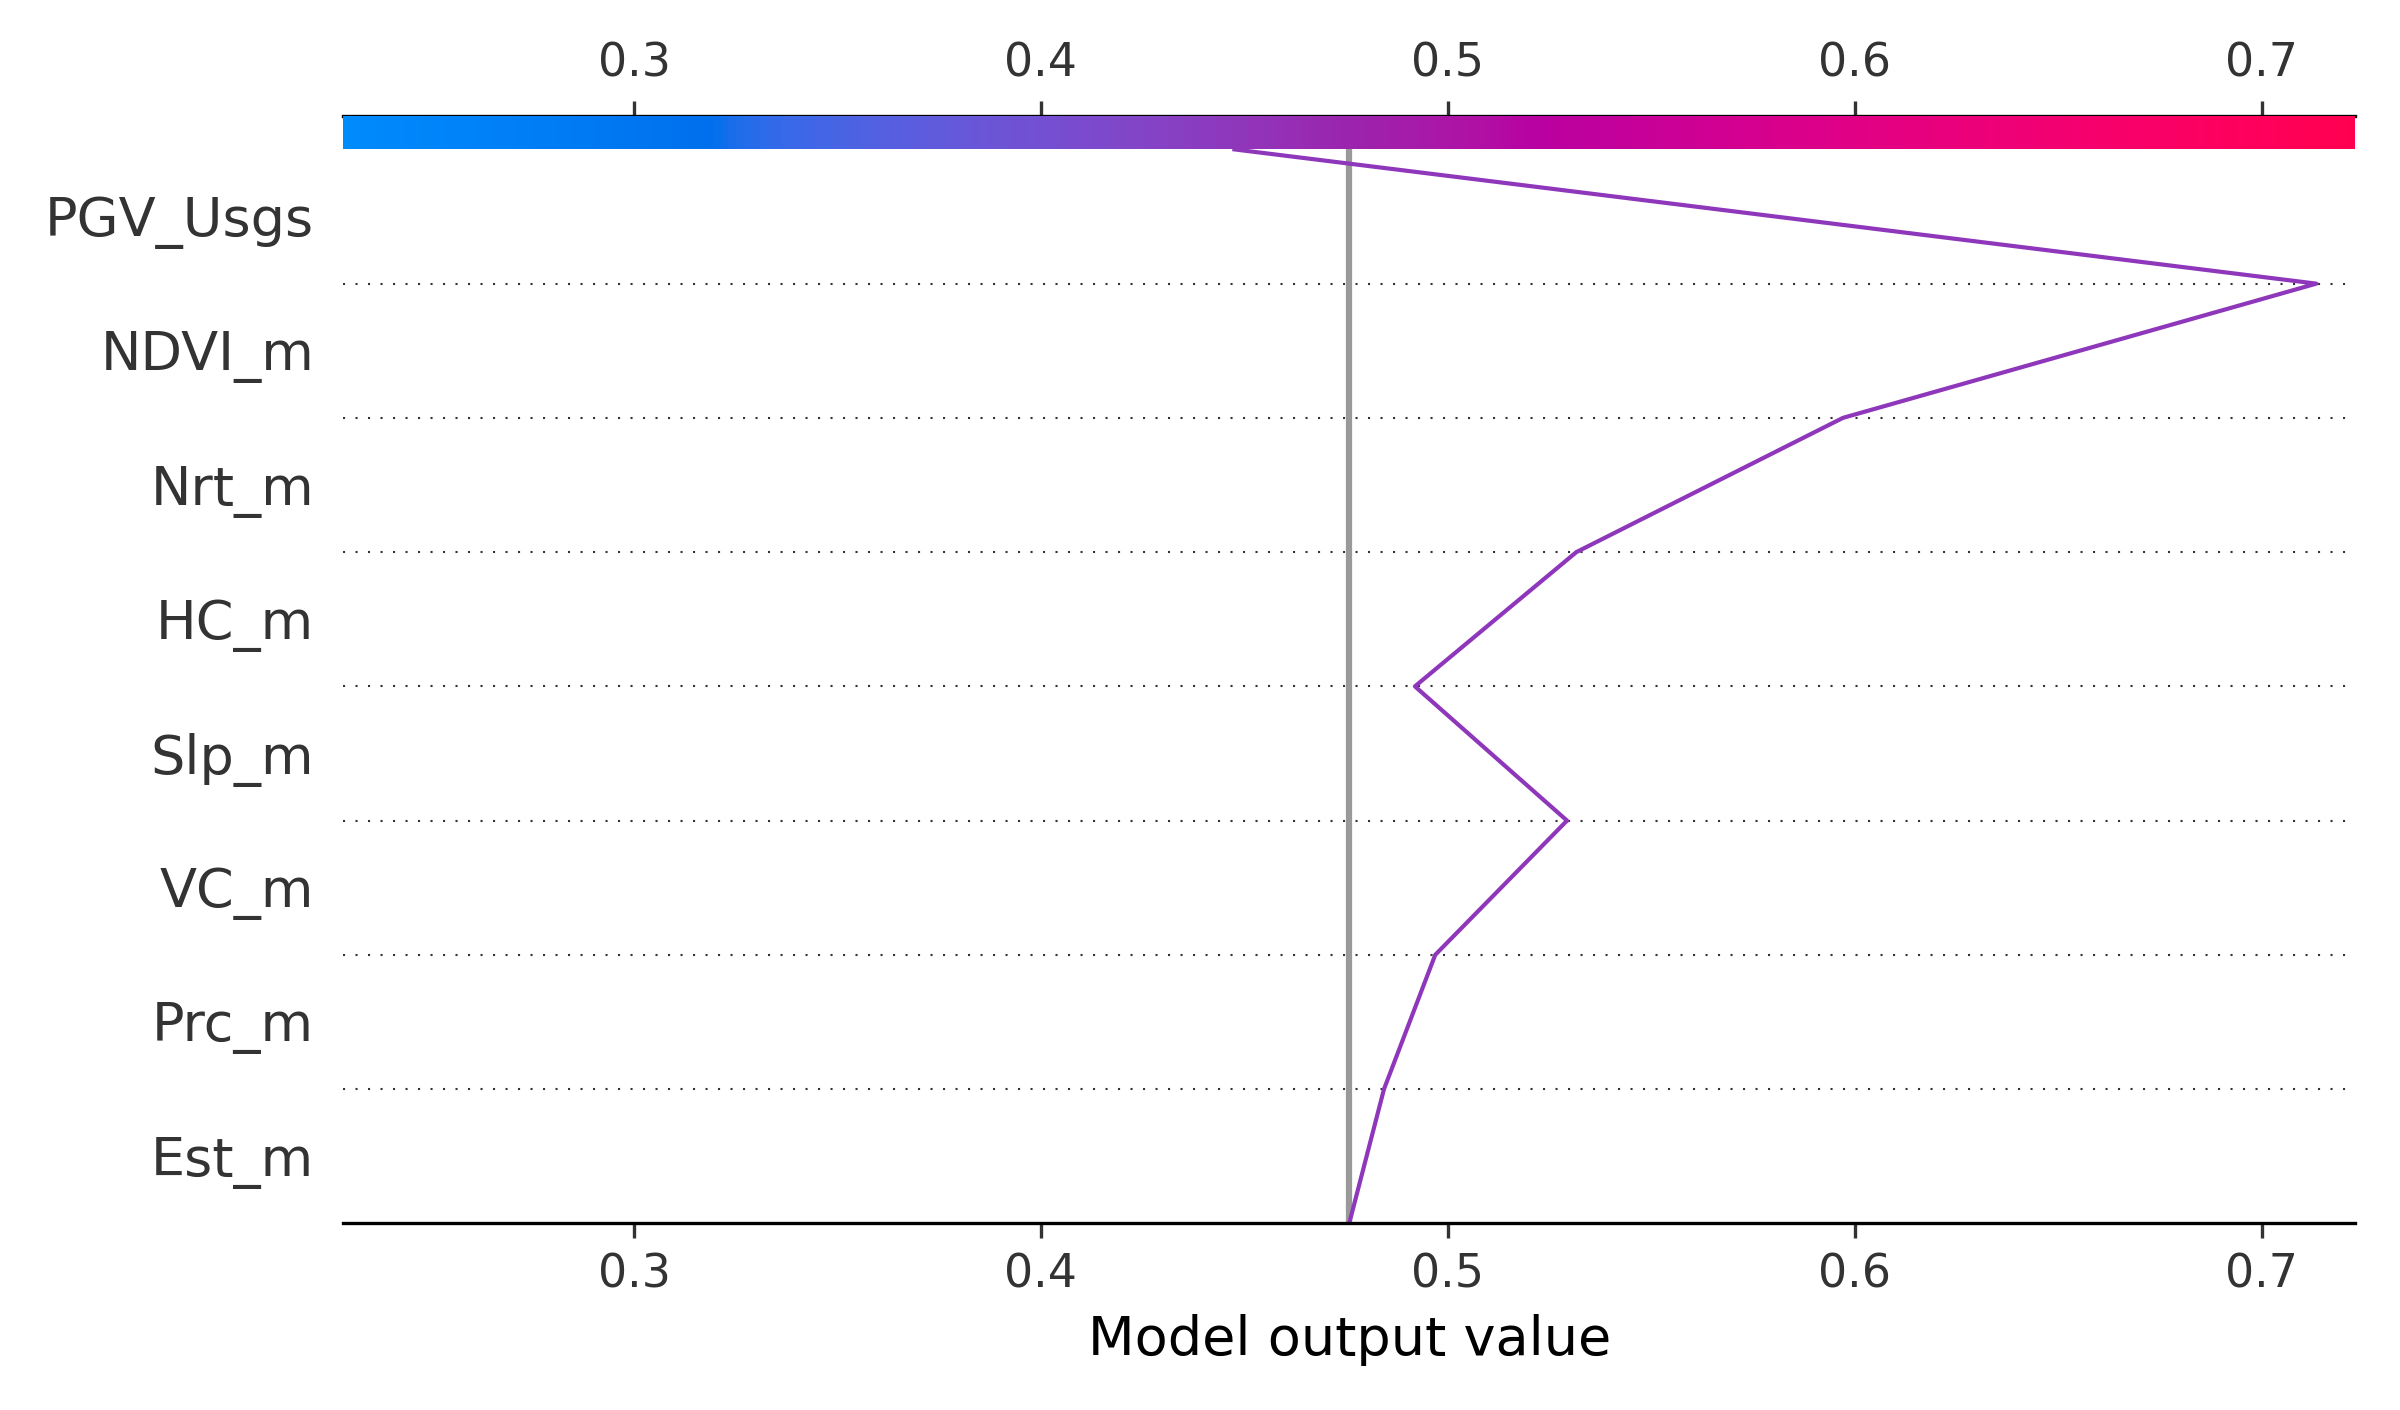 0.3 0.4 0.5 0.6 0.7
PGV_Usgs
NDVI_m
Nrt_m
HC_m
Slp_m
VC_m
Prc_m
Est_m
0.3 0.4 0.5 0.6 0.7
Model output value